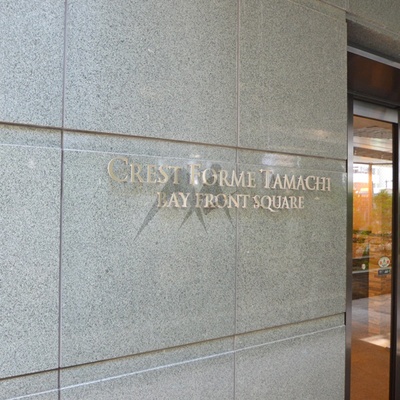 CREST FORME TAMACHI
BAY FRONT SQUARE